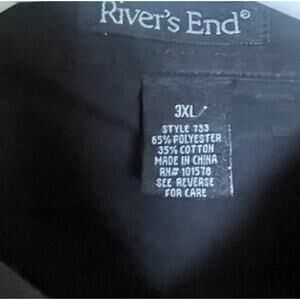 River's End®
3XL
STYLE 733
65% POLYESTER
35% COTTON
MADE IN CHINA
RN# 101578
SEE REVERSE
FOR CARE